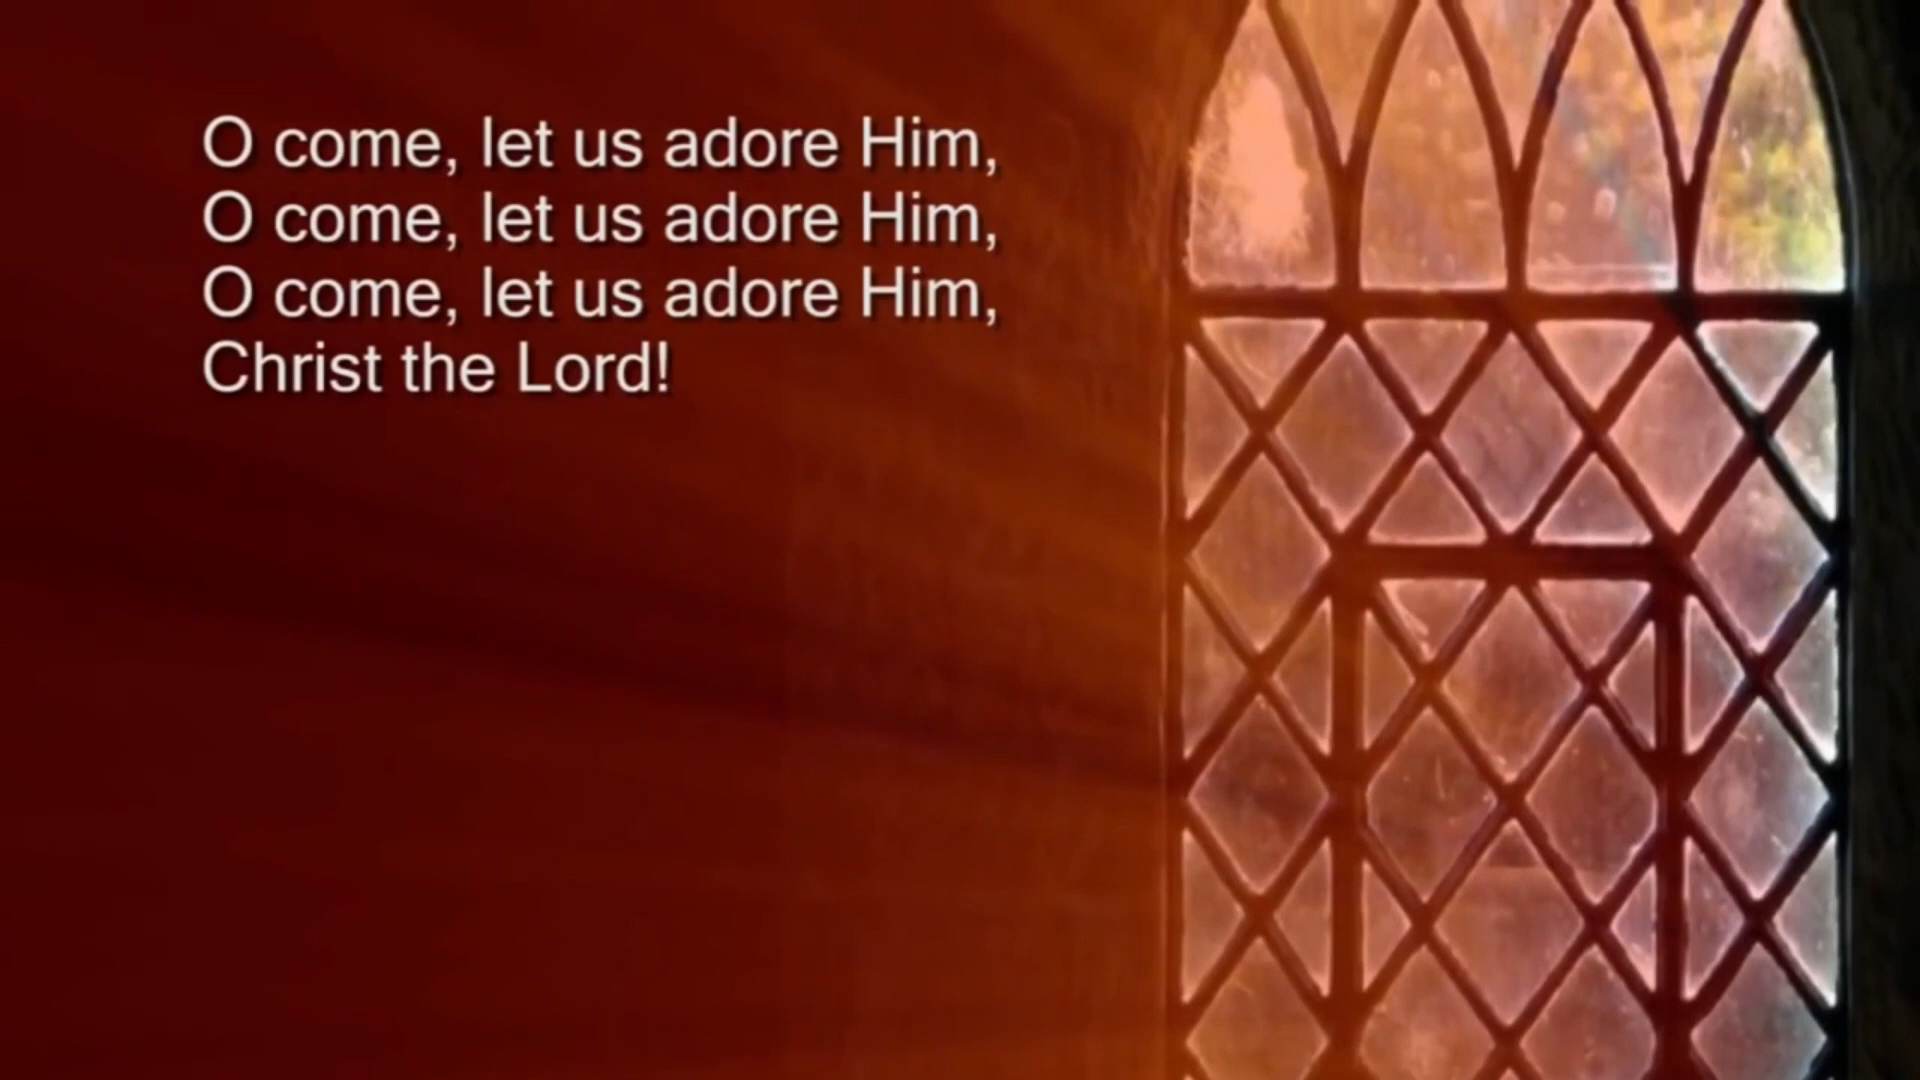 O come, let us adore Him,
O come, let us adore Him,
O come, let us adore Him,
Christ the Lord!